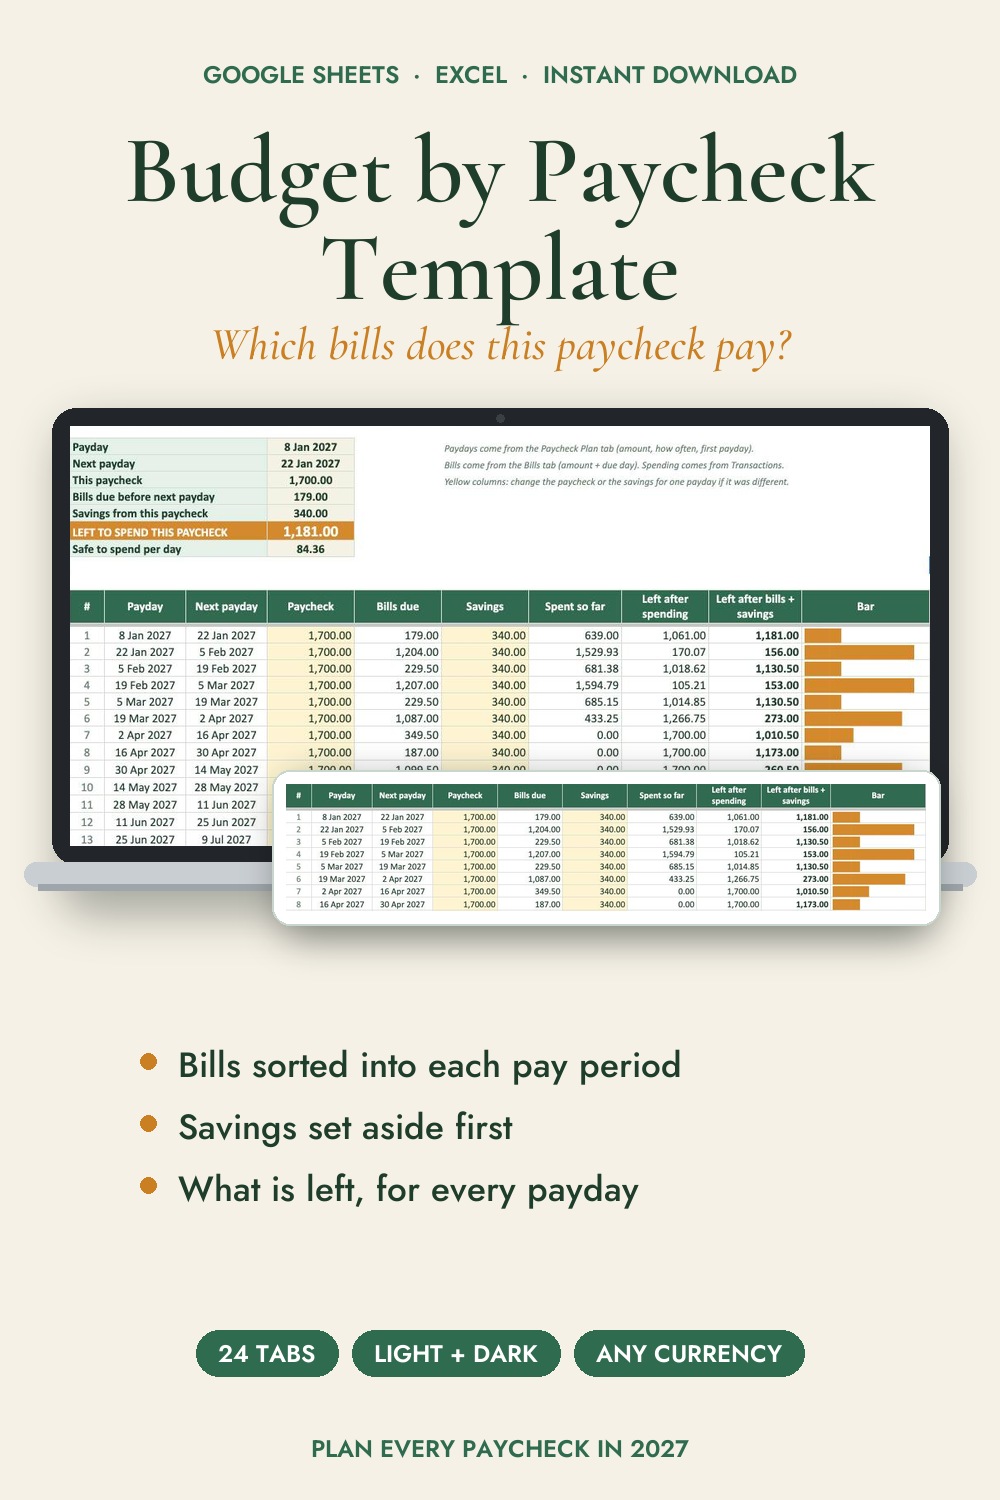 GOOGLE SHEETS · EXCEL · INSTANT DOWNLOAD
Budget by Paycheck
Template
Which bills does this paycheck pay?
Payday 8 Jan 2027
Next payday 22 Jan 2027
This paycheck 1,700.00
Bills due before next payday 179.00
Savings from this paycheck 340.00
LEFT TO SPEND THIS PAYCHECK 1,181.00
Safe to spend per day 84.36
Paydays come from the Paycheck Plan tab (amount, how often, first payday).
Bills come from the Bills tab (amount + due day). Spending comes from Transactions.
Yellow columns: change the paycheck or the savings for one payday if it was different.
# Payday Next payday Paycheck Bills due Savings Spent so far Left after spending Left after bills + savings Bar
1 8 Jan 2027 22 Jan 2027 1,700.00 179.00 340.00 639.00 1,061.00 1,181.00
2 22 Jan 2027 5 Feb 2027 1,700.00 1,204.00 340.00 1,529.93 170.07 156.00
3 5 Feb 2027 19 Feb 2027 1,700.00 229.50 340.00 681.38 1,018.62 1,130.50
4 19 Feb 2027 5 Mar 2027 1,700.00 1,207.00 340.00 1,594.79 105.21 153.00
5 5 Mar 2027 19 Mar 2027 1,700.00 229.50 340.00 685.15 1,014.85 1,130.50
6 19 Mar 2027 2 Apr 2027 1,700.00 1,087.00 340.00 433.25 1,266.75 273.00
7 2 Apr 2027 16 Apr 2027 1,700.00 349.50 340.00 0.00 1,700.00 1,010.50
8 16 Apr 2027 30 Apr 2027 1,700.00 187.00 340.00 0.00 1,700.00 1,173.00
9 30 Apr 2027 14 May 2027 1,700.00 1,099.50 340.00 0.00 1,700.00 260.50
10 14 May 2027 28 May 2027
11 28 May 2027 11 Jun 2027
12 11 Jun 2027 25 Jun 2027
13 25 Jun 2027 9 Jul 2027
# Payday Next payday Paycheck Bills due Savings Spent so far Left after spending Left after bills + savings Bar
1 8 Jan 2027 22 Jan 2027 1,700.00 179.00 340.00 639.00 1,061.00 1,181.00
2 22 Jan 2027 5 Feb 2027 1,700.00 1,204.00 340.00 1,529.93 170.07 156.00
3 5 Feb 2027 19 Feb 2027 1,700.00 229.50 340.00 681.38 1,018.62 1,130.50
4 19 Feb 2027 5 Mar 2027 1,700.00 1,207.00 340.00 1,594.79 105.21 153.00
5 5 Mar 2027 19 Mar 2027 1,700.00 229.50 340.00 685.15 1,014.85 1,130.50
6 19 Mar 2027 2 Apr 2027 1,700.00 1,087.00 340.00 433.25 1,266.75 273.00
7 2 Apr 2027 16 Apr 2027 1,700.00 349.50 340.00 0.00 1,700.00 1,010.50
8 16 Apr 2027 30 Apr 2027 1,700.00 187.00 340.00 0.00 1,700.00 1,173.00
Bills sorted into each pay period
Savings set aside first
What is left, for every payday
24 TABS
LIGHT + DARK
ANY CURRENCY
PLAN EVERY PAYCHECK IN 2027